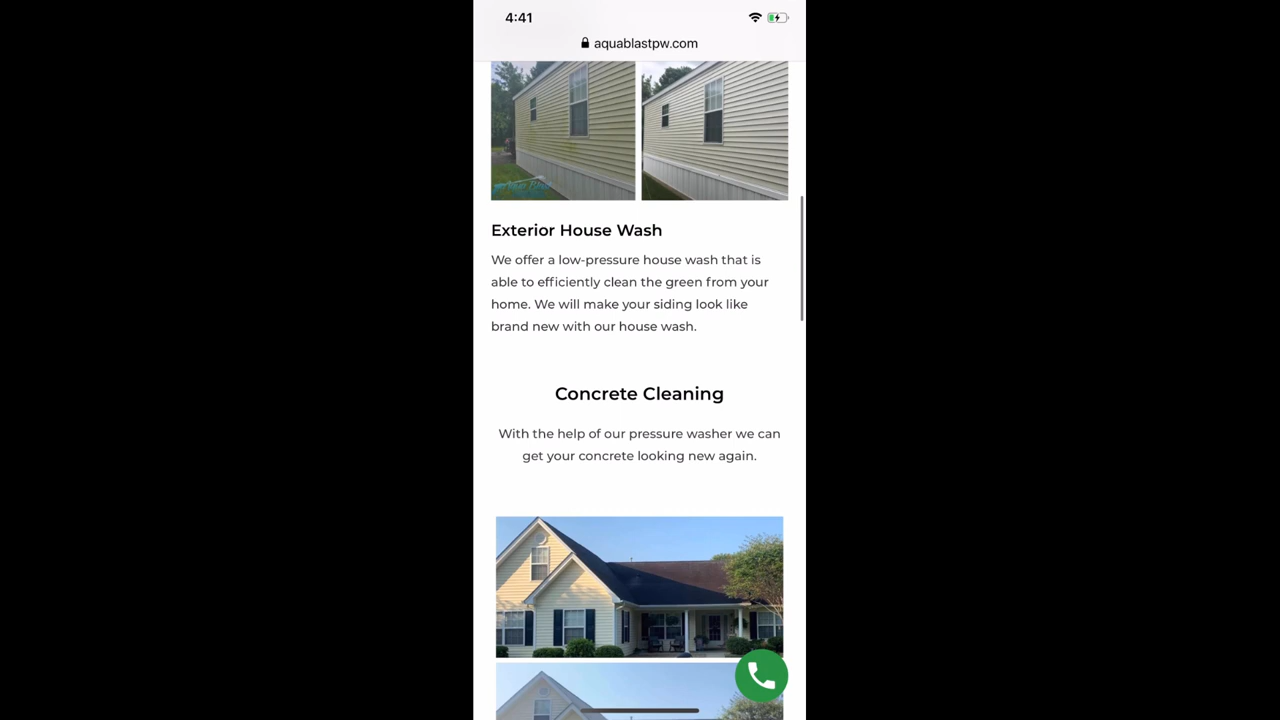 4:41
aquablastpw.com
Exterior House Wash
We offer a low-pressure house wash that is
able to efficiently clean the green from your
home. We will make your siding look like
brand new with our house wash.
Concrete Cleaning
With the help of our pressure washer we can
get your concrete looking new again.